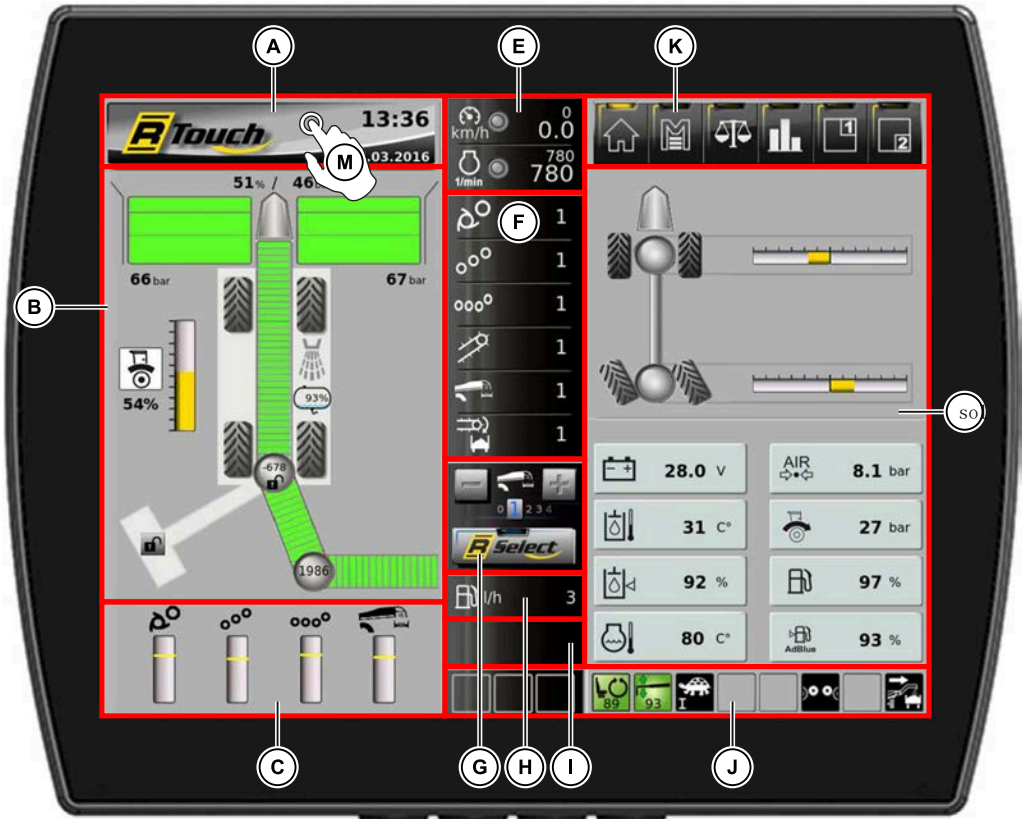 A
E
K
R Touch
13:36
M
.03.2016
km/h
0
0.0
1/min
780
780
1
2
51 % / 46
66 bar
67 bar
B
54%
93%
-678
1986
F
1
1
1
1
1
1
0 1 2 3 4
R Select
l/h 3
so
28.0 V
AIR
8.1 bar
31 C°
27 bar
92 %
97 %
80 C°
AdBlue
93 %
89
93
C
G
H
I
J